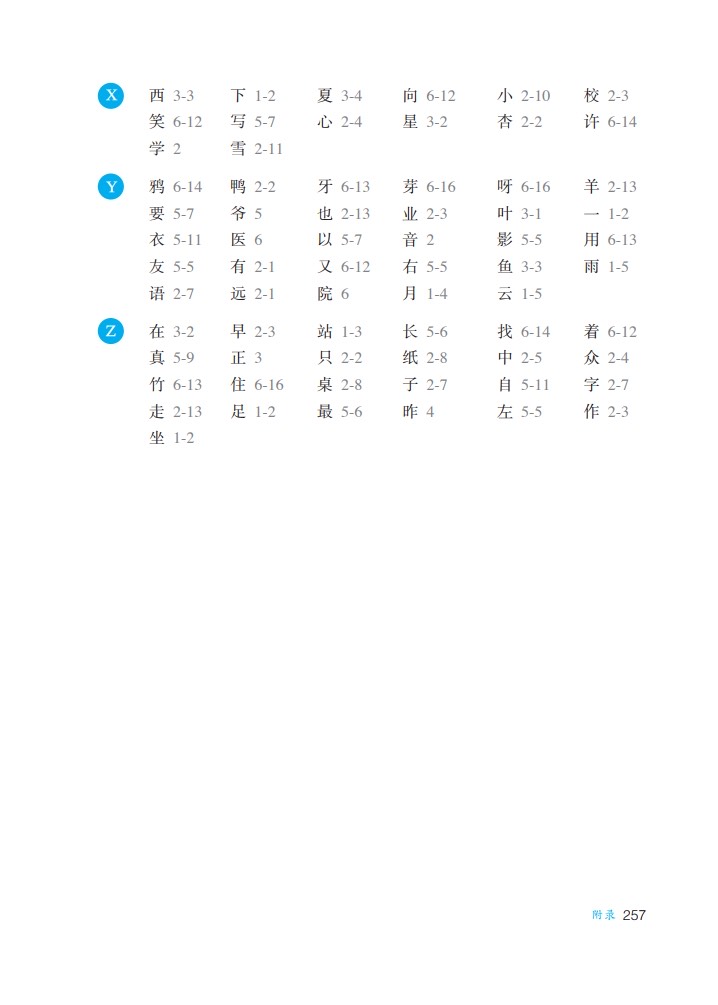 X 西 3-3 下 1-2 夏 3-4 向 6-12 小 2-10 校 2-3
笑 6-12 写 5-7 心 2-4 星 3-2 杏 2-2 许 6-14
学 2 雪 2-11
Y 鸦 6-14 鸭 2-2 牙 6-13 芽 6-16 呀 6-16 羊 2-13
要 5-7 爷 5 也 2-13 业 2-3 叶 3-1 一 1-2
衣 5-11 医 6 以 5-7 音 2 影 5-5 用 6-13
友 5-5 有 2-1 又 6-12 右 5-5 鱼 3-3 雨 1-5
语 2-7 远 2-1 院 6 月 1-4 云 1-5
Z 在 3-2 早 2-3 站 1-3 长 5-6 找 6-14 着 6-12
真 5-9 正 3 只 2-2 纸 2-8 中 2-5 众 2-4
竹 6-13 住 6-16 桌 2-8 子 2-7 自 5-11 字 2-7
走 2-13 足 1-2 最 5-6 昨 4 左 5-5 作 2-3
坐 1-2
附录 257